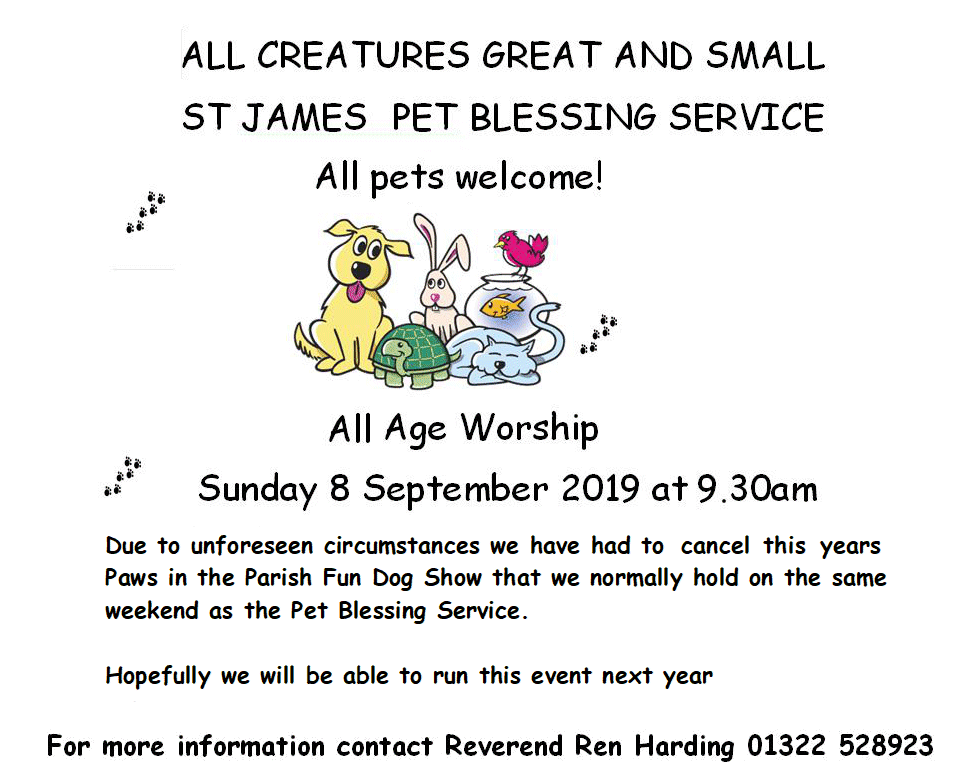 ALL CREATURES GREAT AND SMALL
ST JAMES PET BLESSING SERVICE
All pets welcome!
All Age Worship
Sunday 8 September 2019 at 9.30am
Due to unforeseen circumstances we have had to cancel this years
Paws in the Parish Fun Dog Show that we normally hold on the same
weekend as the Pet Blessing Service.
Hopefully we will be able to run this event next year
For more information contact Reverend Ren Harding 01322 528923